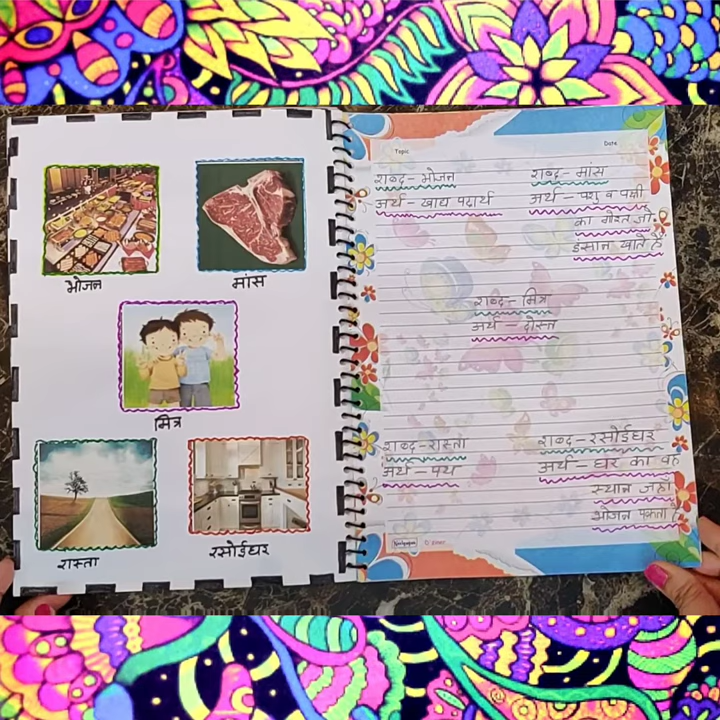 भोजन
मांस
मित्र
रास्ता
रसोईघर
Topic
Date
शब्द- भोजन
अर्थ - खाद्य पदार्थ
शब्द - मांस
अर्थ - पशु व पक्षी
का गोश्त जो
इंसान खाते हैं
शब्द- मित्र
अर्थ - दोस्त
शब्द-रास्ता
अर्थ - पथ
शब्द-रसोईघर
अर्थ - घर का वह
स्थान जहाँ
भोजन पकता है